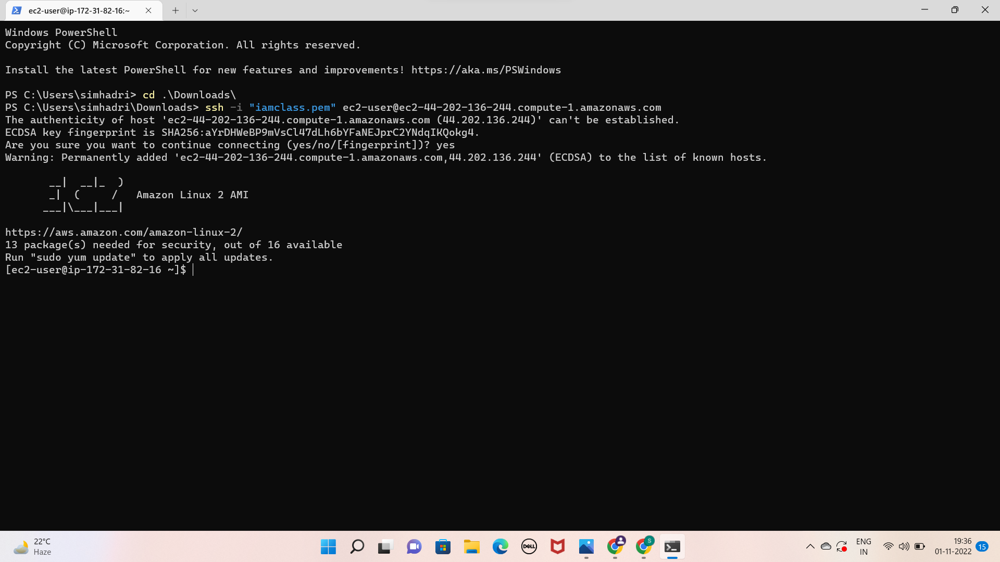 ec2-user@ip-172-31-82-16:~
Windows PowerShell
Copyright (C) Microsoft Corporation. All rights reserved.
Install the latest PowerShell for new features and improvements! https://aka.ms/PSWindows
PS C:\Users\simhadri> cd .\Downloads\
PS C:\Users\simhadri\Downloads> ssh -i "iamclass.pem" ec2-user@ec2-44-202-136-244.compute-1.amazonaws.com
The authenticity of host 'ec2-44-202-136-244.compute-1.amazonaws.com (44.202.136.244)' can't be established.
ECDSA key fingerprint is SHA256:aYrDHWeBP9mVsCl47dLh6bYFaNEJprC2YNdqIKQokg4.
Are you sure you want to continue connecting (yes/no/[fingerprint])? yes
Warning: Permanently added 'ec2-44-202-136-244.compute-1.amazonaws.com,44.202.136.244' (ECDSA) to the list of known hosts.
       __|  __|_  )
       _|  (     /   Amazon Linux 2 AMI
      ___|\___|___|
https://aws.amazon.com/amazon-linux-2/
13 package(s) needed for security, out of 16 available
Run "sudo yum update" to apply all updates.
[ec2-user@ip-172-31-82-16 ~]$
22°C
Haze
DELL
S
ENG
IN
19:36
01-11-2022
15